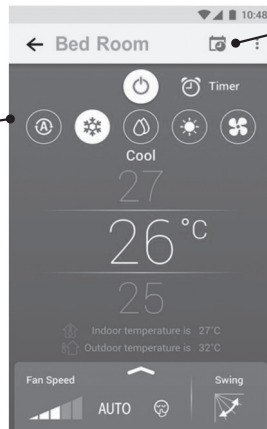 10:48
Bed Room
Timer
A
Cool
27
26°C
25
Indoor temperature is 27°C
Outdoor temperature is 32°C
Fan Speed
Swing
AUTO